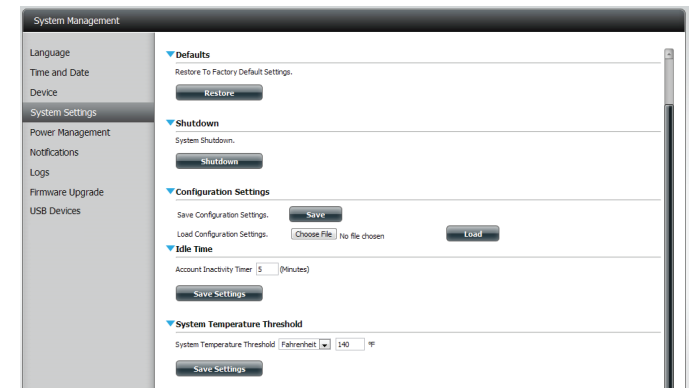 System Management
Language
Time and Date
Device
System Settings
Power Management
Notifications
Logs
Firmware Upgrade
USB Devices
Defaults
Restore To Factory Default Settings.
Restore
Shutdown
System Shutdown.
Shutdown
Configuration Settings
Save Configuration Settings. Save
Load Configuration Settings. Choose File No file chosen Load
Idle Time
Account Inactivity Timer 5 (Minutes)
Save Settings
System Temperature Threshold
System Temperature Threshold Fahrenheit 140 °F
Save Settings